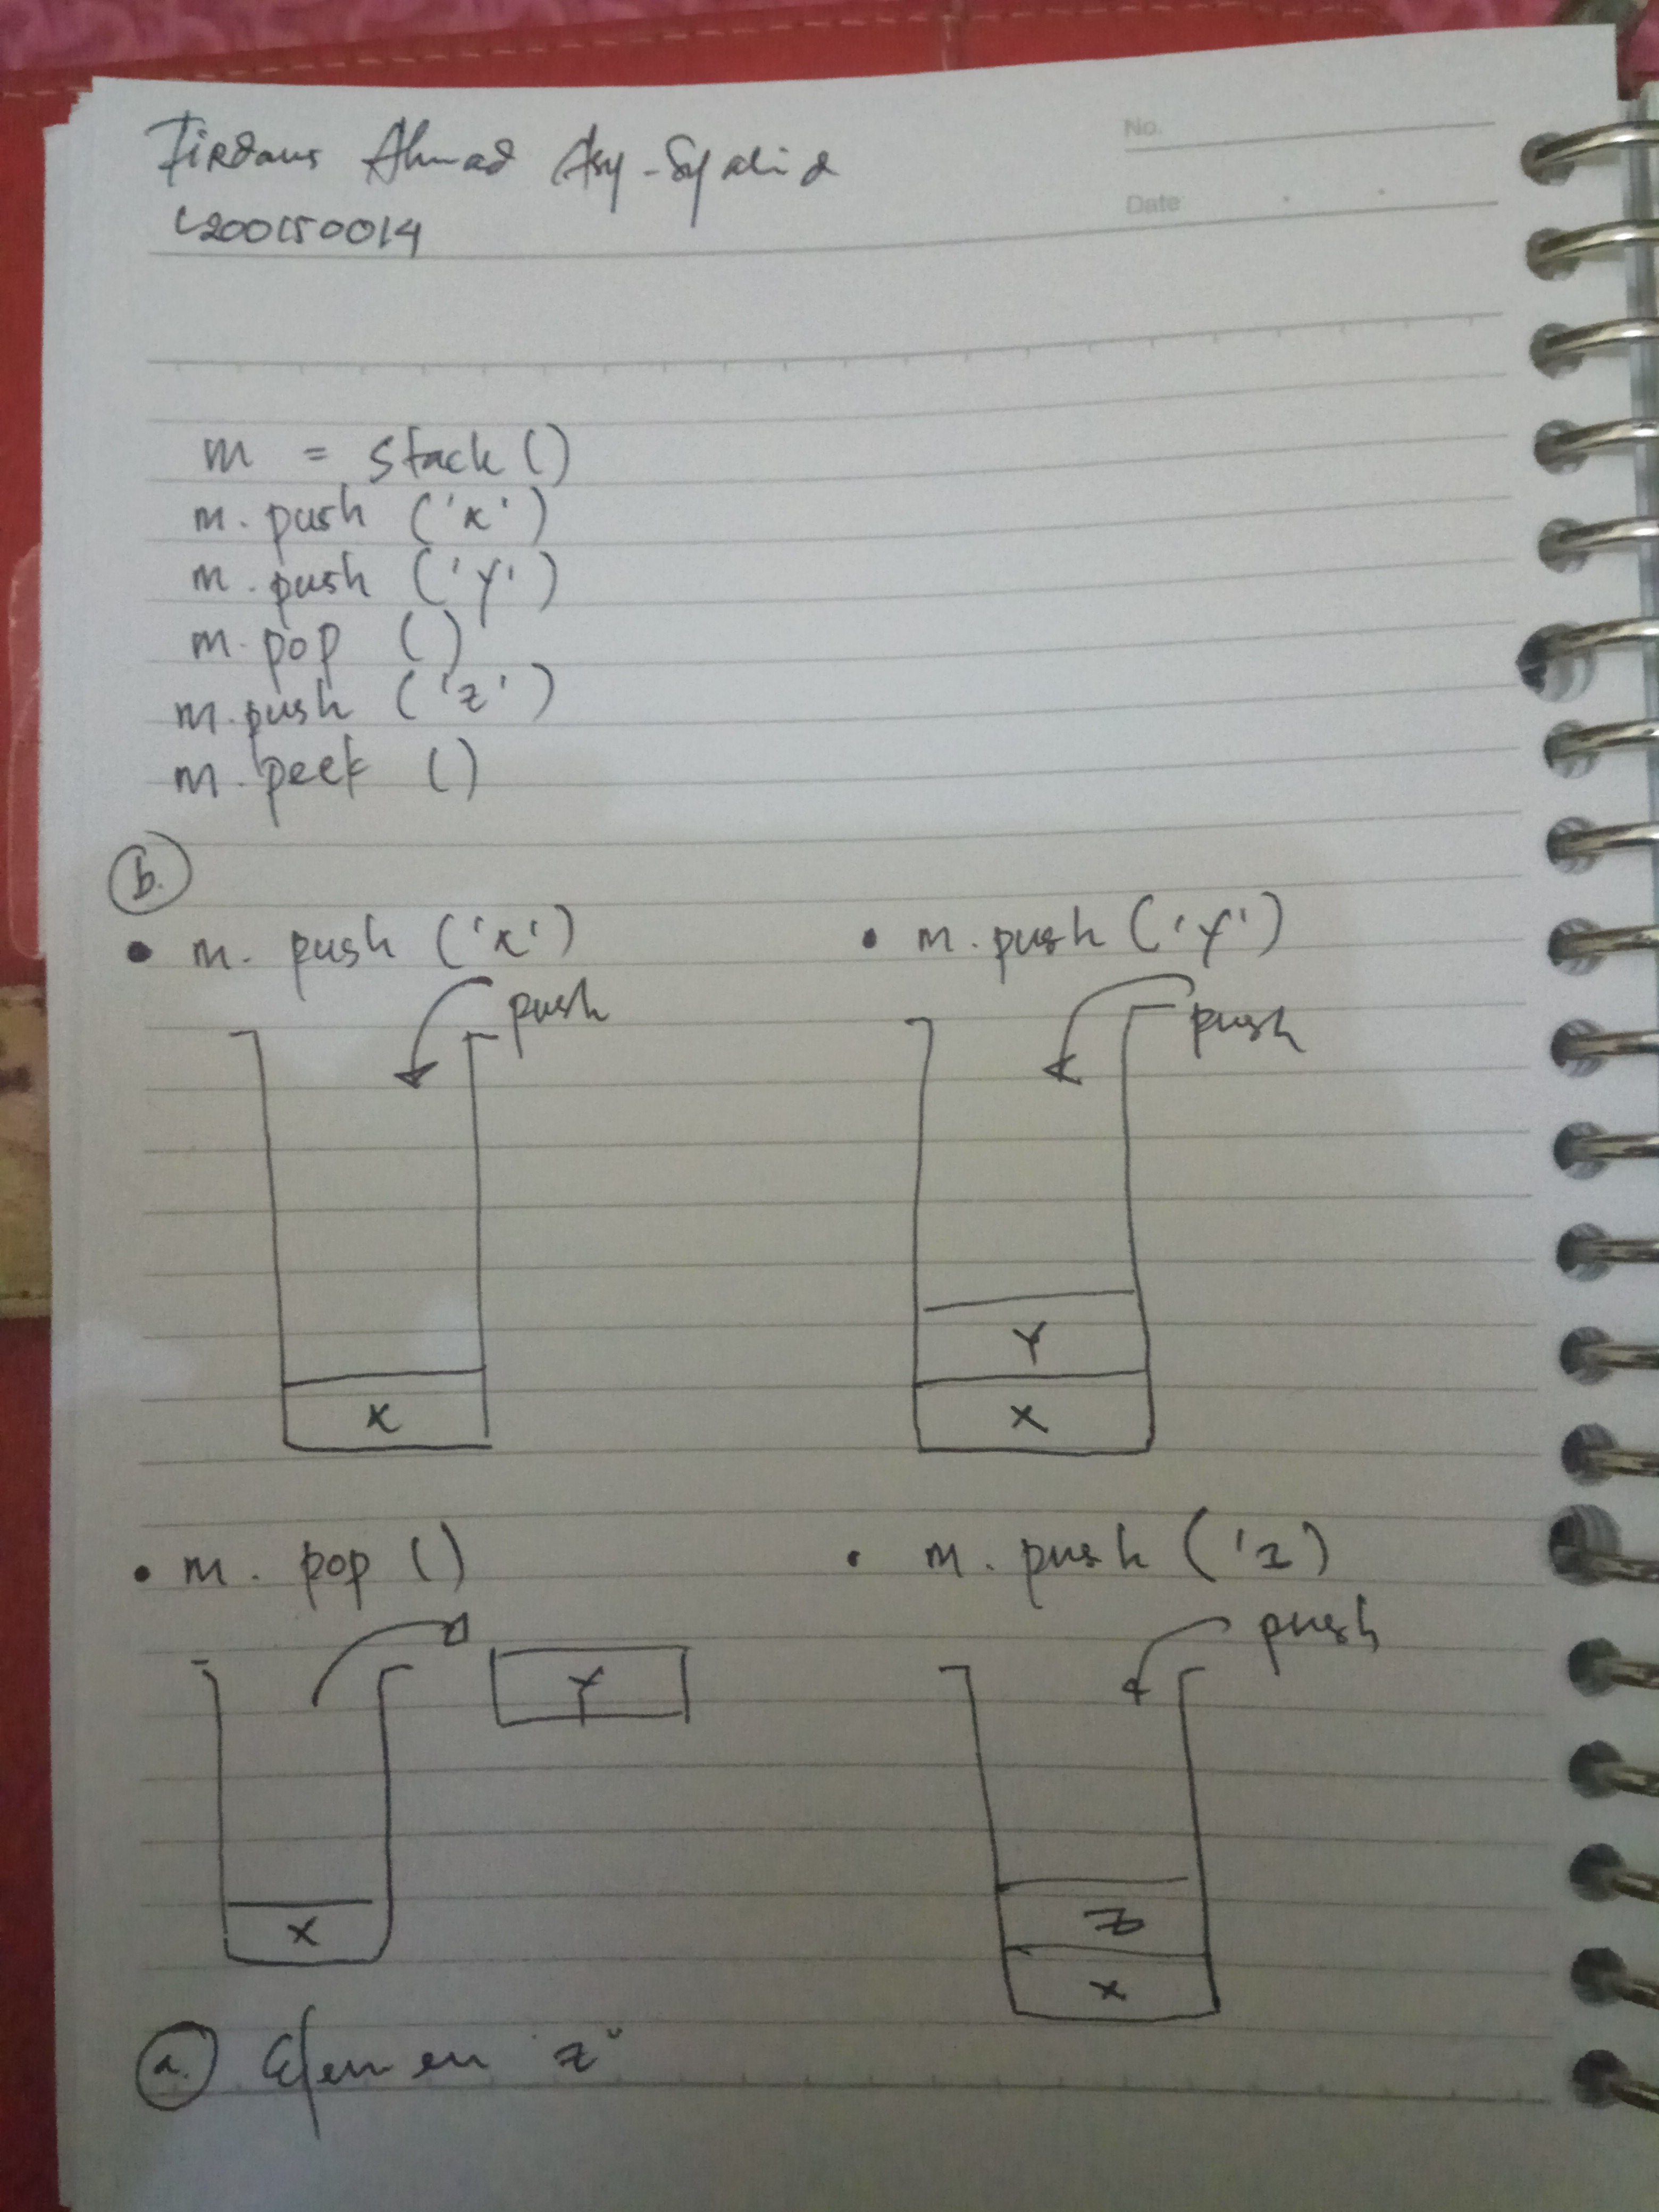 Firdaus Ahmad Asy-Syahid
L200150014
No.
Date
m = stack ()
m. push ('x')
m. push ('y')
m. pop ()
m. push ('z')
m. peek ()
b.
• m. push ('x')
push
x
• m. push ('y')
push
Y
X
• m. pop ()
Y
X
• m. push ('z)
push
Z
X
a. Elemen "z"